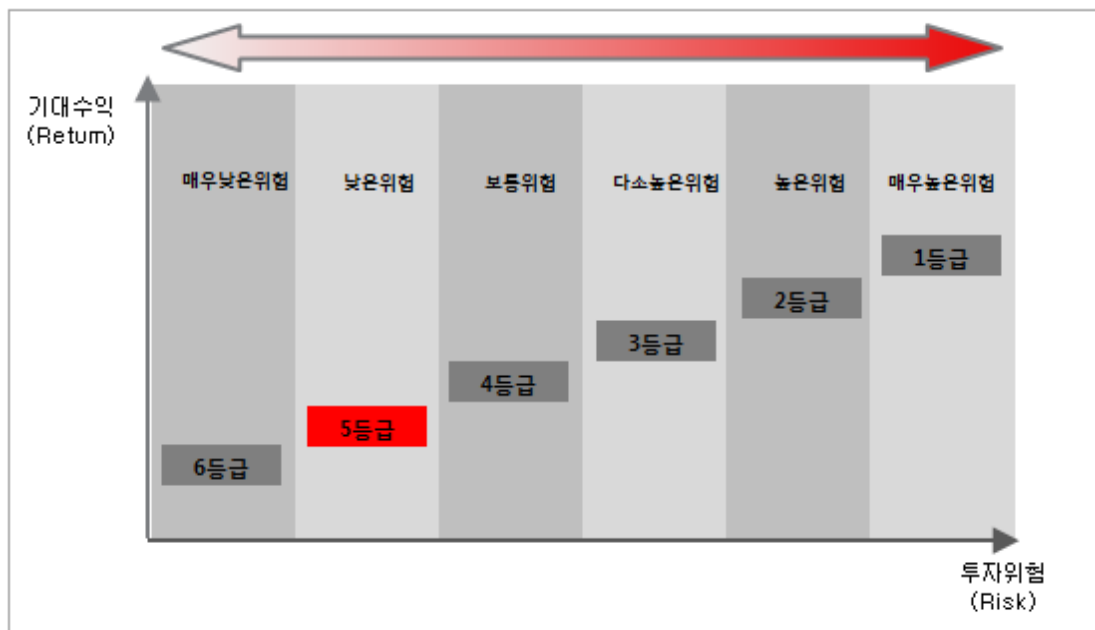 기대수익
(Retum)
매우낮은위험
낮은위험
보통위험
다소높은위험
높은위험
매우높은위험
1등급
2등급
3등급
4등급
5등급
6등급
투자위험
(Risk)